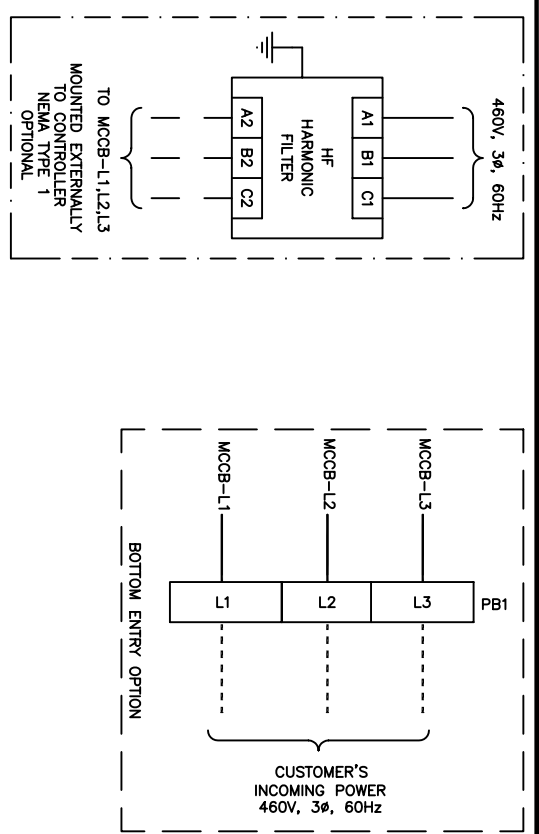 460V, 3ø, 60Hz
A1
B1
C1
HF
HARMONIC
FILTER
A2
B2
C2
TO MCCB-L1,L2,L3
MOUNTED EXTERNALLY
TO CONTROLLER
NEMA TYPE 1
OPTIONAL
MCCB-L1
MCCB-L2
MCCB-L3
L1
L2
L3
PB1
BOTTOM ENTRY OPTION
CUSTOMER'S
INCOMING POWER
460V, 3ø, 60Hz